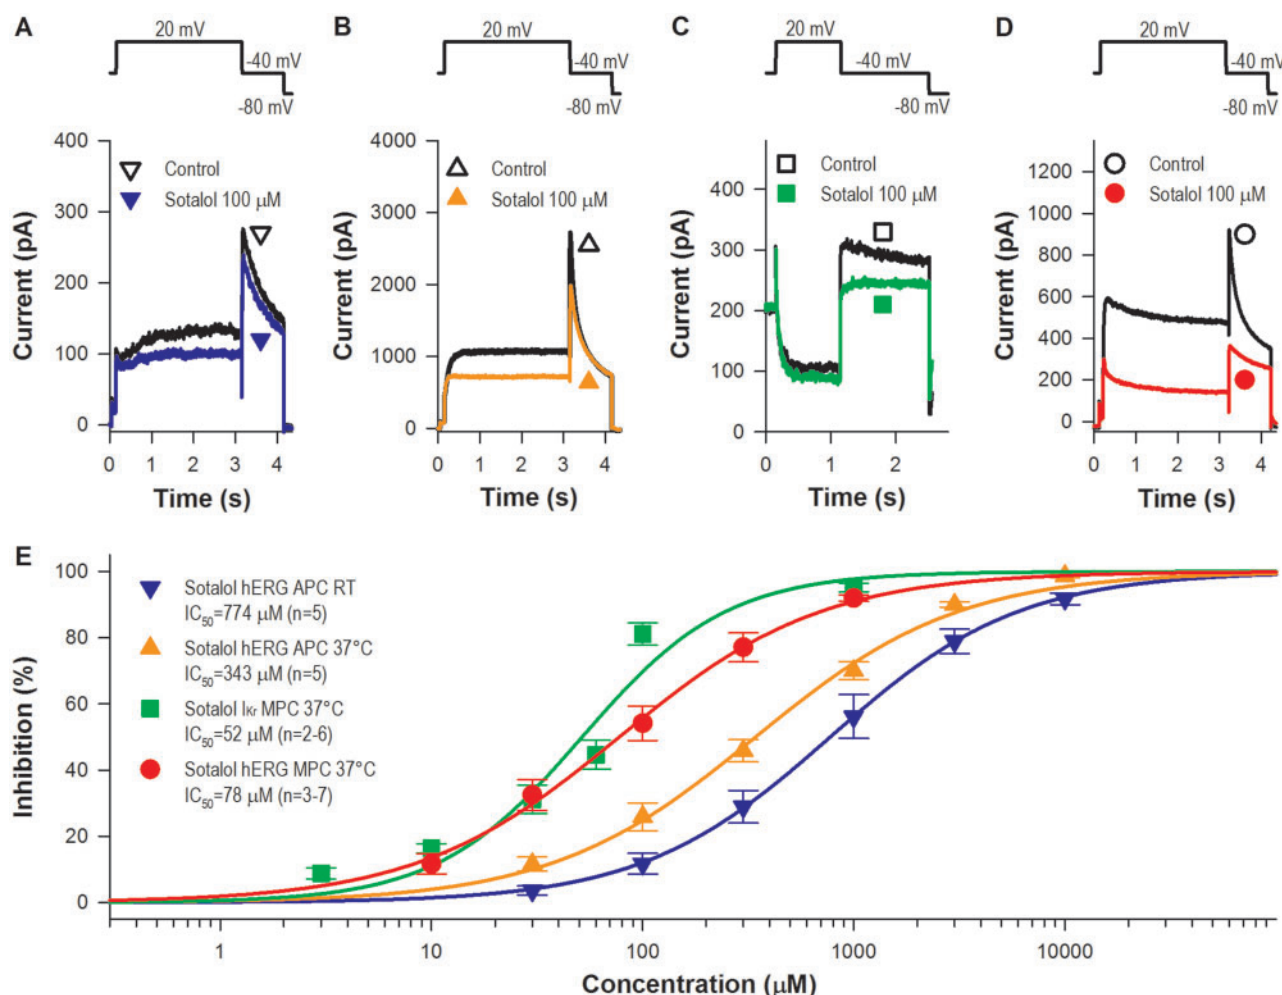 A
20 mV
-40 mV
-80 mV
400
300
200
100
0
Current (pA)
Control
Sotalol 100 μM
0 1 2 3 4
Time (s)
B
20 mV
-40 mV
-80 mV
4000
3000
2000
1000
0
Current (pA)
Control
Sotalol 100 μM
0 1 2 3 4
Time (s)
C
20 mV
-40 mV
-80 mV
400
300
200
100
0
Current (pA)
Control
Sotalol 100 μM
0 1 2
Time (s)
D
20 mV
-40 mV
-80 mV
1200
1000
800
600
400
200
0
Current (pA)
Control
Sotalol 100 μM
0 1 2 3 4
Time (s)
E
100
80
60
40
20
0
Inhibition (%)
Sotalol hERG APC RT
IC50=774 μM (n=5)
Sotalol hERG APC 37°C
IC50=343 μM (n=5)
Sotalol IKr MPC 37°C
IC50=52 μM (n=2-6)
Sotalol hERG MPC 37°C
IC50=78 μM (n=3-7)
1 10 100 1000 10000
Concentration (μM)